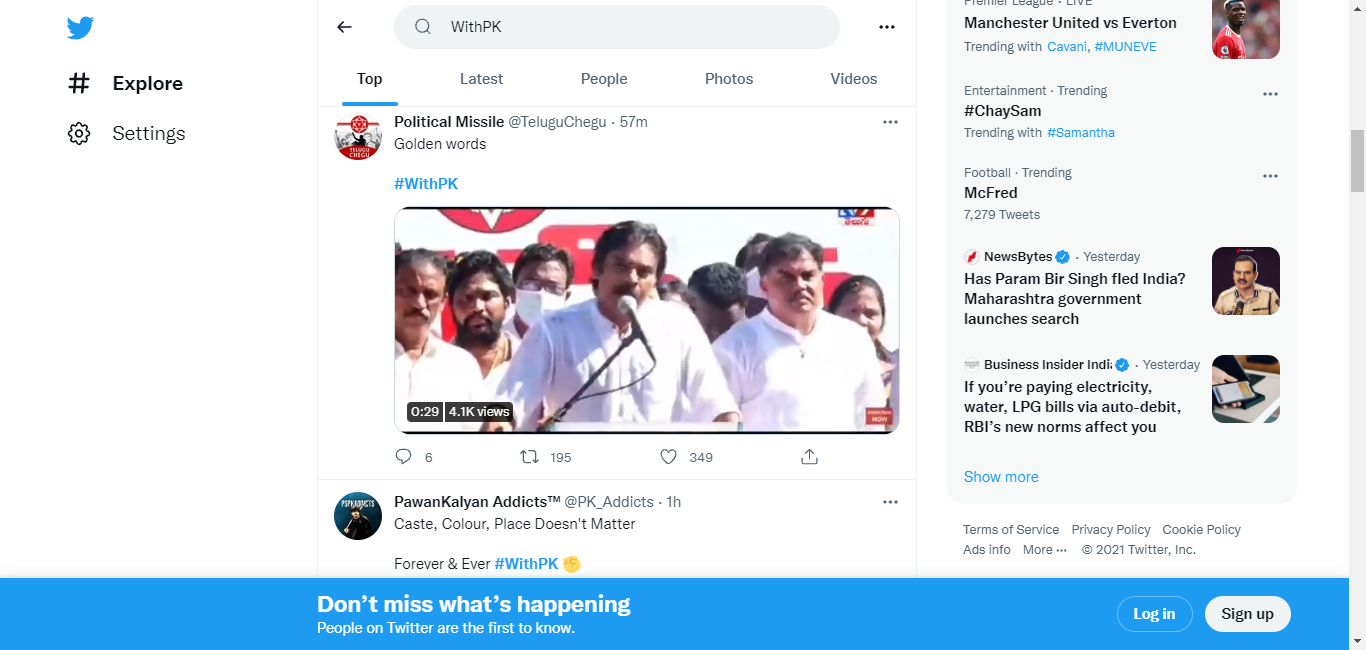 Explore
Settings
WithPK
Top
Latest
People
Photos
Videos
Political Missile @TeluguChegu · 57m
Golden words
#WithPK
TELUGU
CHEGU
తెలుగు
NOW
0:29 4.1K views
6
195
349
PSPKADDICTS
PawanKalyan Addicts™ @PK_Addicts · 1h
Caste, Colour, Place Doesn't Matter
Forever & Ever #WithPK ✊
Premier League · LIVE
Manchester United vs Everton
Trending with Cavani, #MUNEVE
Entertainment · Trending
#ChaySam
Trending with #Samantha
Football · Trending
McFred
7,279 Tweets
NewsBytes · Yesterday
Has Param Bir Singh fled India?
Maharashtra government
launches search
Business Insider Indi · Yesterday
If you’re paying electricity,
water, LPG bills via auto-debit,
RBI’s new norms affect you
Show more
Terms of Service Privacy Policy Cookie Policy
Ads info More ··· © 2021 Twitter, Inc.
Don’t miss what’s happening
People on Twitter are the first to know.
Log in
Sign up